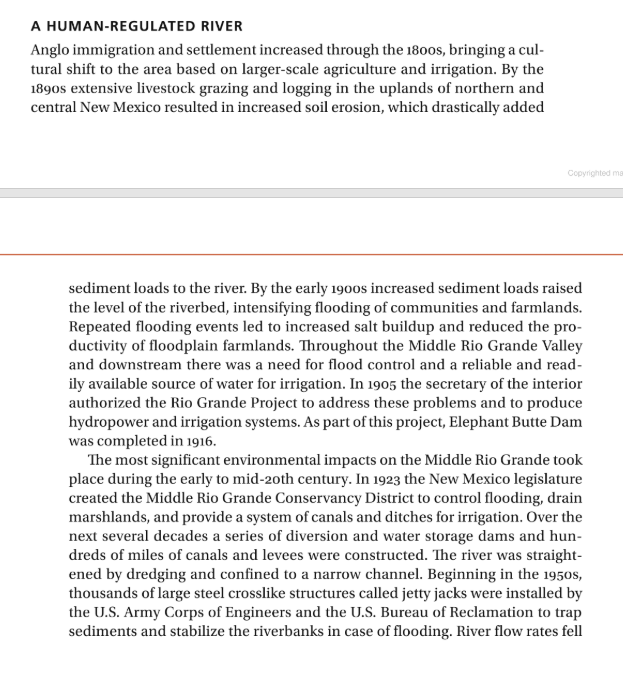 A HUMAN-REGULATED RIVER
Anglo immigration and settlement increased through the 1800s, bringing a cul-
tural shift to the area based on larger-scale agriculture and irrigation. By the
1890s extensive livestock grazing and logging in the uplands of northern and
central New Mexico resulted in increased soil erosion, which drastically added
Copyrighted ma
sediment loads to the river. By the early 1900s increased sediment loads raised
the level of the riverbed, intensifying flooding of communities and farmlands.
Repeated flooding events led to increased salt buildup and reduced the pro-
ductivity of floodplain farmlands. Throughout the Middle Rio Grande Valley
and downstream there was a need for flood control and a reliable and read-
ily available source of water for irrigation. In 1905 the secretary of the interior
authorized the Rio Grande Project to address these problems and to produce
hydropower and irrigation systems. As part of this project, Elephant Butte Dam
was completed in 1916.
The most significant environmental impacts on the Middle Rio Grande took
place during the early to mid-20th century. In 1923 the New Mexico legislature
created the Middle Rio Grande Conservancy District to control flooding, drain
marshlands, and provide a system of canals and ditches for irrigation. Over the
next several decades a series of diversion and water storage dams and hun-
dreds of miles of canals and levees were constructed. The river was straight-
ened by dredging and confined to a narrow channel. Beginning in the 1950s,
thousands of large steel crosslike structures called jetty jacks were installed by
the U.S. Army Corps of Engineers and the U.S. Bureau of Reclamation to trap
sediments and stabilize the riverbanks in case of flooding. River flow rates fell